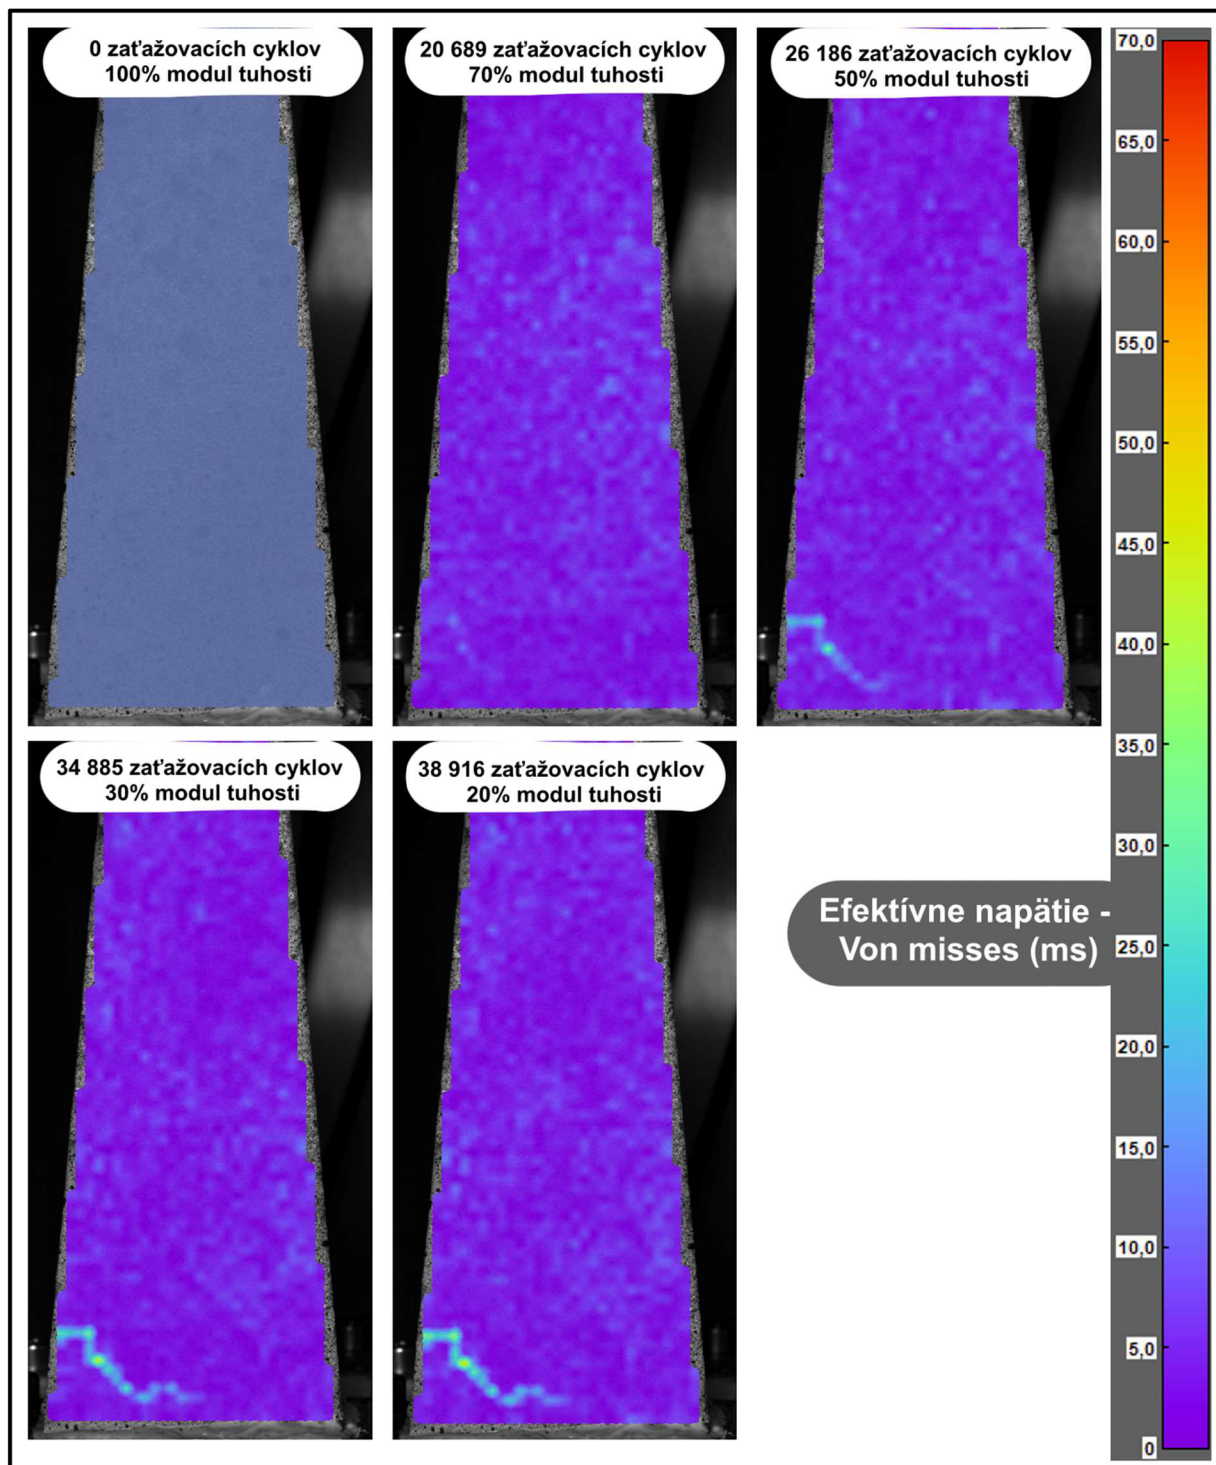 0 zaťažovacích cyklov
100% modul tuhosti
20 689 zaťažovacích cyklov
70% modul tuhosti
26 186 zaťažovacích cyklov
50% modul tuhosti
34 885 zaťažovacích cyklov
30% modul tuhosti
38 916 zaťažovacích cyklov
20% modul tuhosti
Efektívne napätie -
Von misses (ms)
70,0
65,0
60,0
55,0
50,0
45,0
40,0
35,0
30,0
25,0
20,0
15,0
10,0
5,0
0